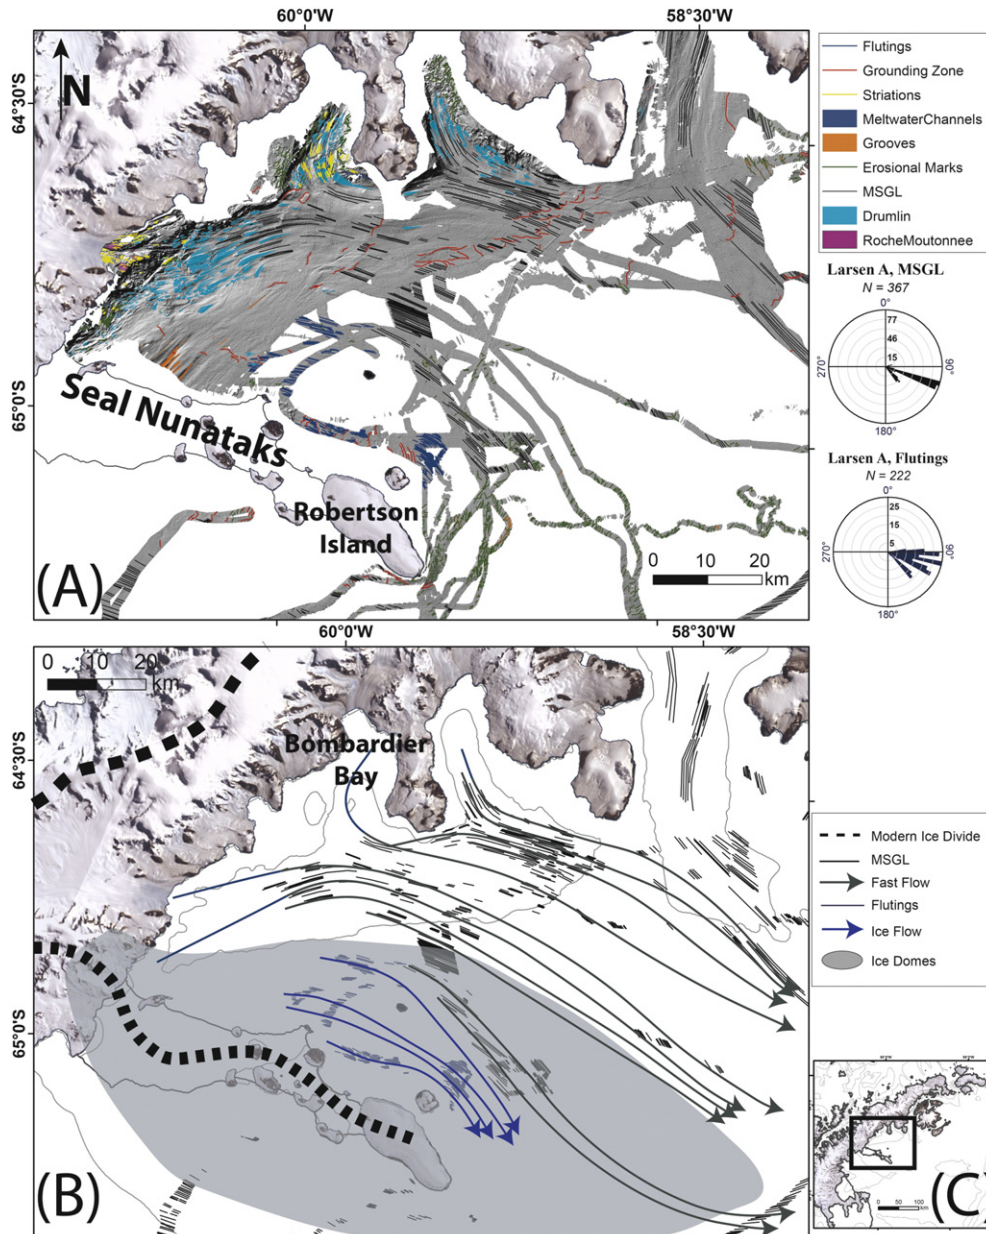 60°0'W
58°30'W
64°30'S
65°0'S
N
Seal Nunataks
Robertson
Island
0 10 20
km
(A)
Flutings
Grounding Zone
Striations
MeltwaterChannels
Grooves
Erosional Marks
MSGL
Drumlin
RocheMoutonnee
Larsen A, MSGL
N = 367
0°
77
46
15
270°
90°
180°
Larsen A, Flutings
N = 222
0°
25
15
5
270°
90°
180°
60°0'W
58°30'W
0 10 20
km
64°30'S
65°0'S
Bombardier
Bay
(B)
Modern Ice Divide
MSGL
Fast Flow
Flutings
Ice Flow
Ice Domes
0 50 100
km
(C)